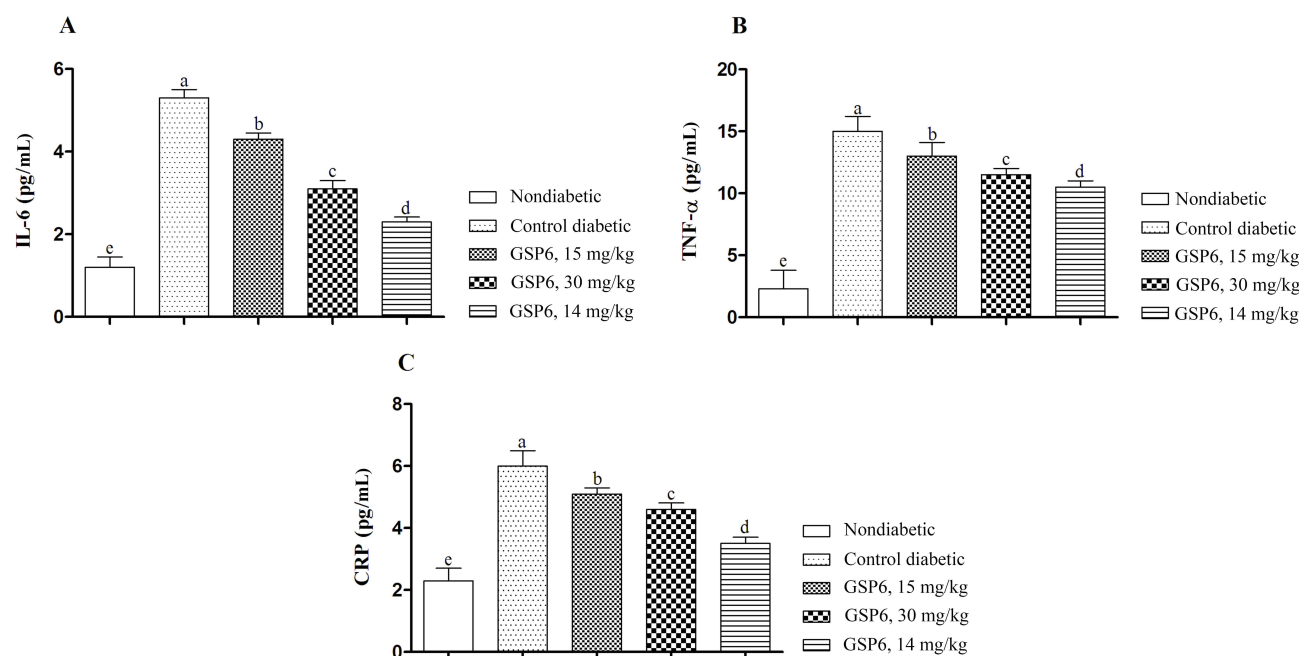 A
IL-6 (pg/mL)
6
4
2
0
e
a
b
c
d
Nondiabetic
Control diabetic
GSP6, 15 mg/kg
GSP6, 30 mg/kg
GSP6, 14 mg/kg
B
TNF-α (pg/mL)
20
15
10
5
0
e
a
b
c
d
Nondiabetic
Control diabetic
GSP6, 15 mg/kg
GSP6, 30 mg/kg
GSP6, 14 mg/kg
C
CRP (pg/mL)
8
6
4
2
0
e
a
b
c
d
Nondiabetic
Control diabetic
GSP6, 15 mg/kg
GSP6, 30 mg/kg
GSP6, 14 mg/kg